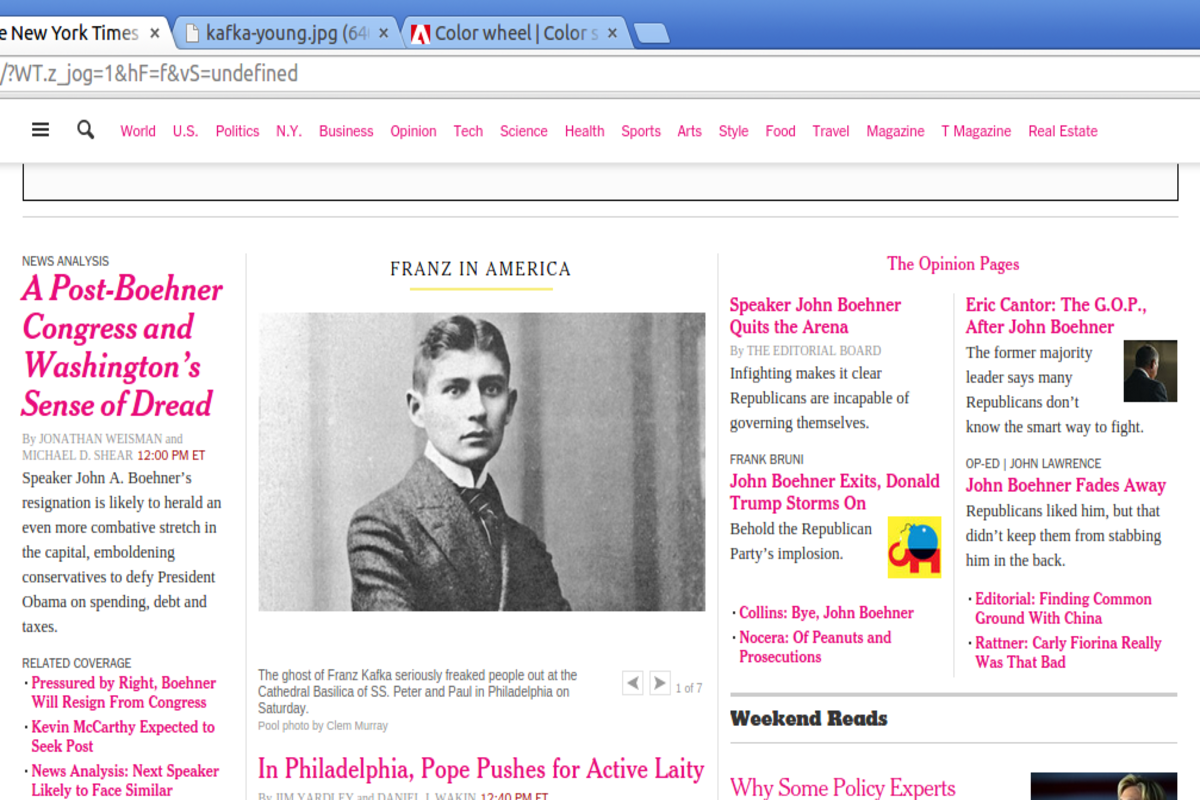 e New York Times
kafka-young.jpg (64
Color wheel | Color s
/?WT.z_jog=1&hF=f&vS=undefined
World U.S. Politics N.Y. Business Opinion Tech Science Health Sports Arts Style Food Travel Magazine T Magazine Real Estate
NEWS ANALYSIS
A Post-Boehner
Congress and
Washington’s
Sense of Dread
By JONATHAN WEISMAN and
MICHAEL D. SHEAR 12:00 PM ET
Speaker John A. Boehner’s
resignation is likely to herald an
even more combative stretch in
the capital, emboldening
conservatives to defy President
Obama on spending, debt and
taxes.
RELATED COVERAGE
· Pressured by Right, Boehner
Will Resign From Congress
· Kevin McCarthy Expected to
Seek Post
· News Analysis: Next Speaker
Likely to Face Similar
FRANZ IN AMERICA
The ghost of Franz Kafka seriously freaked people out at the
Cathedral Basilica of SS. Peter and Paul in Philadelphia on
Saturday.
Pool photo by Clem Murray
1 of 7
In Philadelphia, Pope Pushes for Active Laity
By JIM YARDLEY and DANIEL J. WAKIN 12:40 PM ET
The Opinion Pages
Speaker John Boehner
Quits the Arena
By THE EDITORIAL BOARD
Infighting makes it clear
Republicans are incapable of
governing themselves.
FRANK BRUNI
John Boehner Exits, Donald
Trump Storms On
Behold the Republican
Party’s implosion.
· Collins: Bye, John Boehner
· Nocera: Of Peanuts and
Prosecutions
Eric Cantor: The G.O.P.,
After John Boehner
The former majority
leader says many
Republicans don’t
know the smart way to fight.
OP-ED | JOHN LAWRENCE
John Boehner Fades Away
Republicans liked him, but that
didn’t keep them from stabbing
him in the back.
· Editorial: Finding Common
Ground With China
· Rattner: Carly Fiorina Really
Was That Bad
Weekend Reads
Why Some Policy Experts